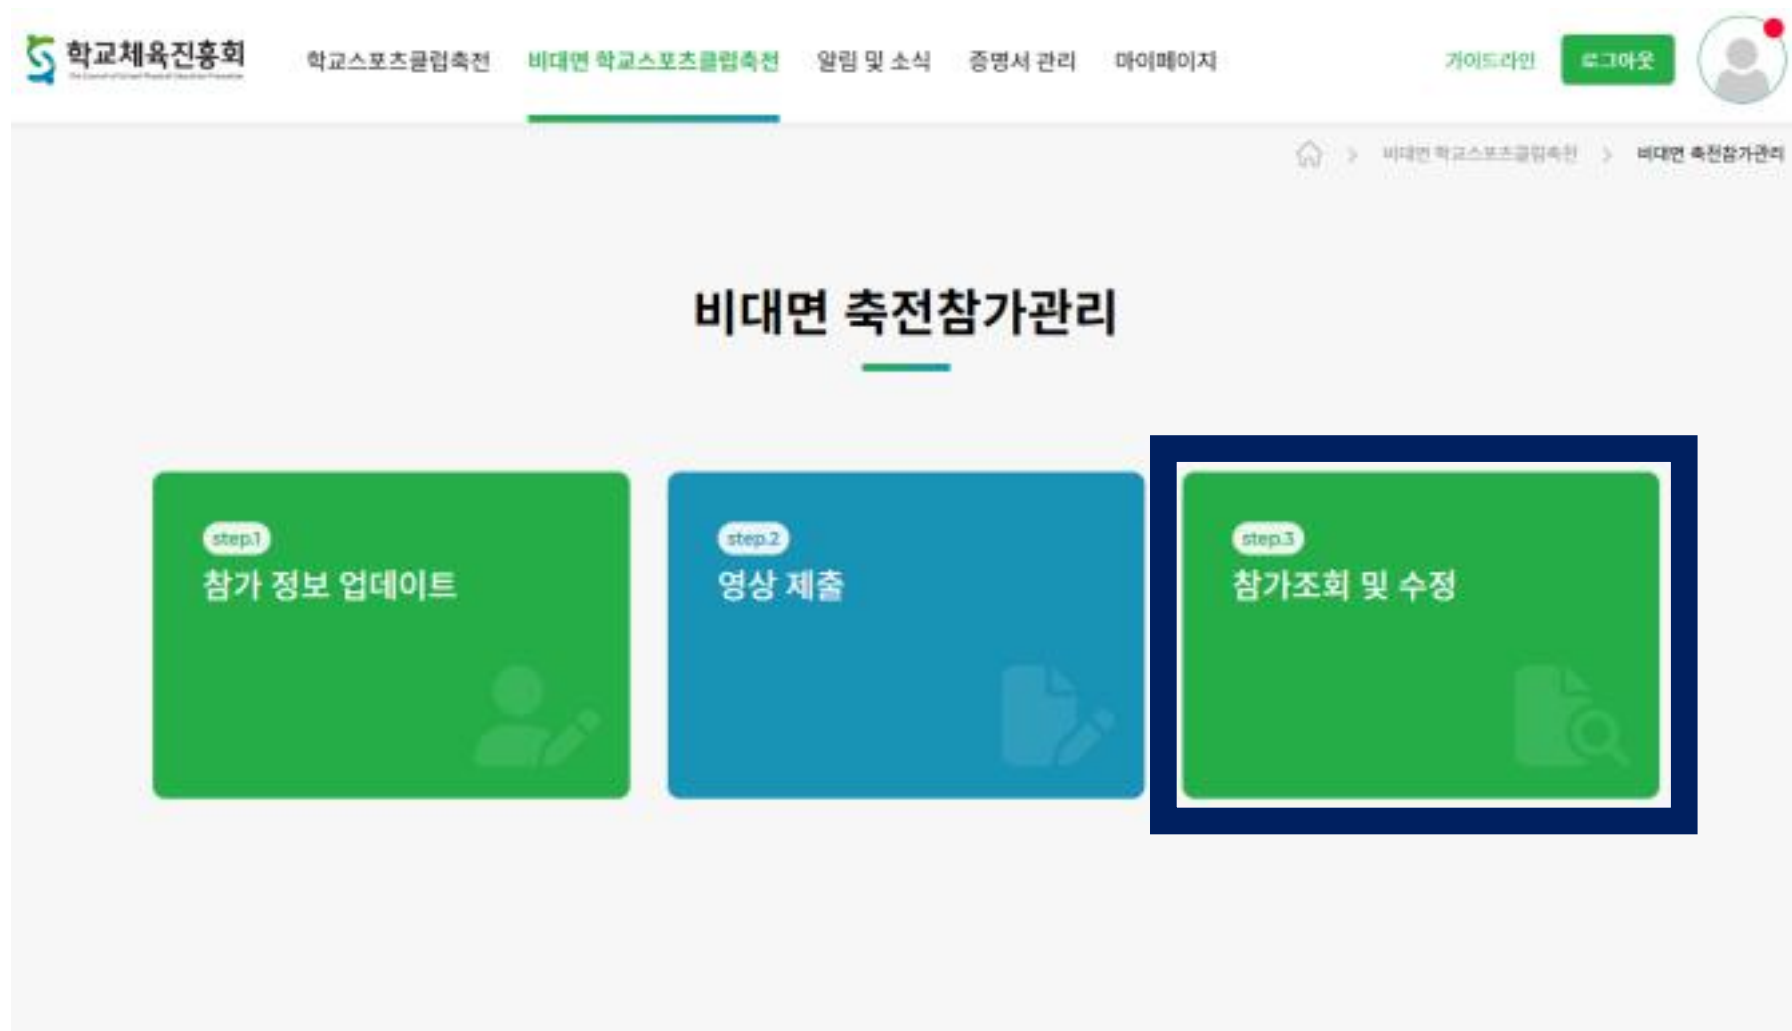 학교체육진흥회
학교스포츠클럽축전 비대면 학교스포츠클럽축전 알림 및 소식 증명서 관리 마이페이지 가이드라인 로그아웃
> 비대면 학교스포츠클럽축전 > 비대면 축전참가관리
비대면 축전참가관리
step.1
참가 정보 업데이트
step.2
영상 제출
step.3
참가조회 및 수정